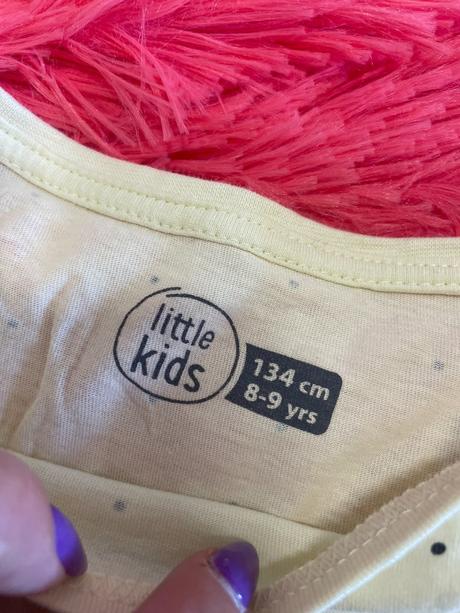 little
kids
134 cm
8-9 yrs